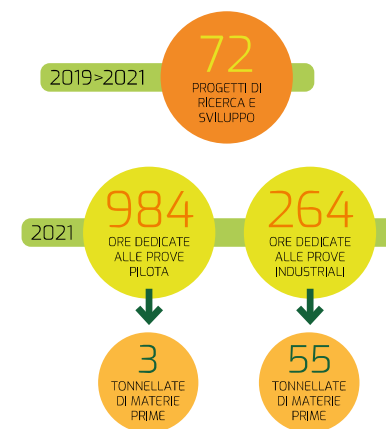 2019>2021
72
PROGETTI DI
RICERCA E
SVILUPPO
2021
984
ORE DEDICATE
ALLE PROVE
PILOTA
264
ORE DEDICATE
ALLE PROVE
INDUSTRIALI
3
TONNELLATE
DI MATERIE
PRIME
55
TONNELLATE
DI MATERIE
PRIME